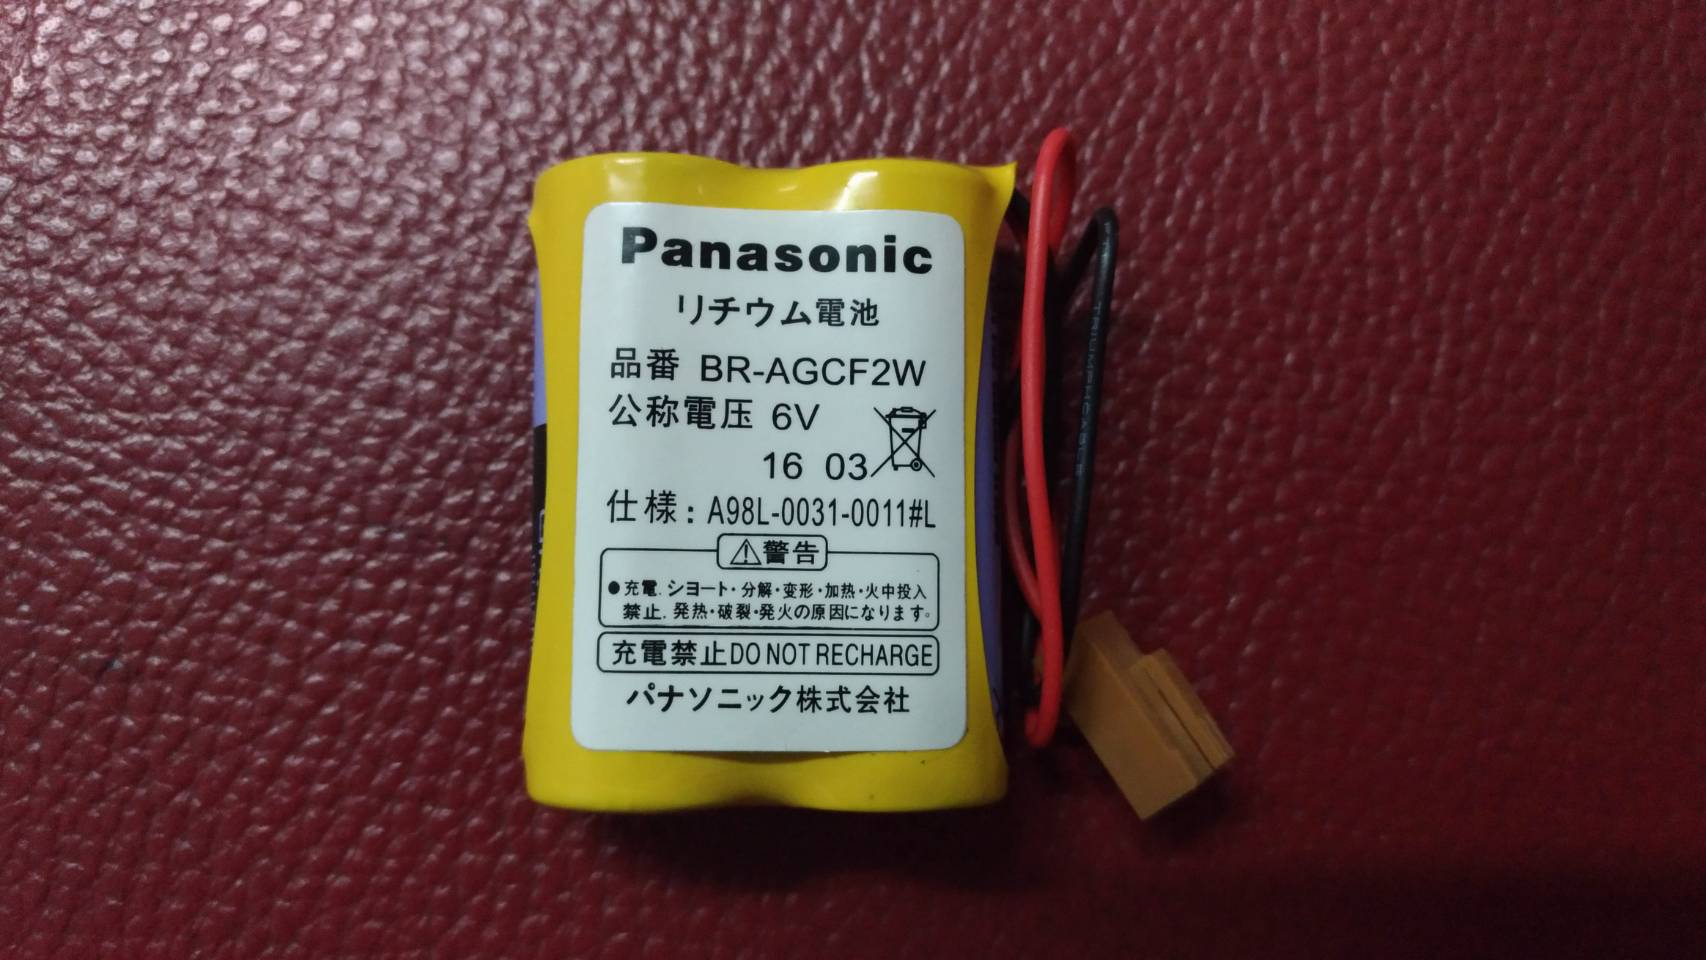 Panasonic
リチウム電池
品番 BR-AGCF2W
公称電圧 6V
16 03
仕様: A98L-0031-0011#L
⚠警告
●充電.ショート・分解・变形・加热・火中投入
禁止.発热・破裂・発火の原因になります。
充電禁止DO NOT RECHARGE
パナソニック株式会社